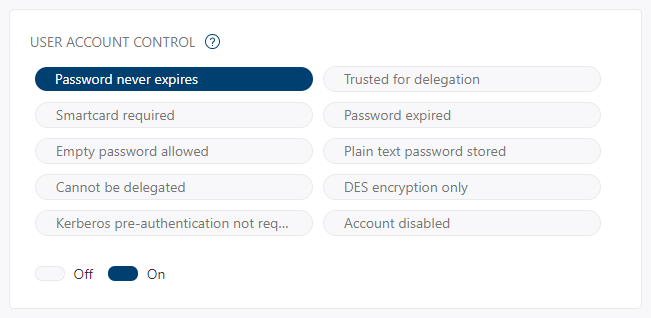 USER ACCOUNT CONTROL ?
Password never expires
Trusted for delegation
Smartcard required
Password expired
Empty password allowed
Plain text password stored
Cannot be delegated
DES encryption only
Kerberos pre-authentication not req...
Account disabled
Off
On